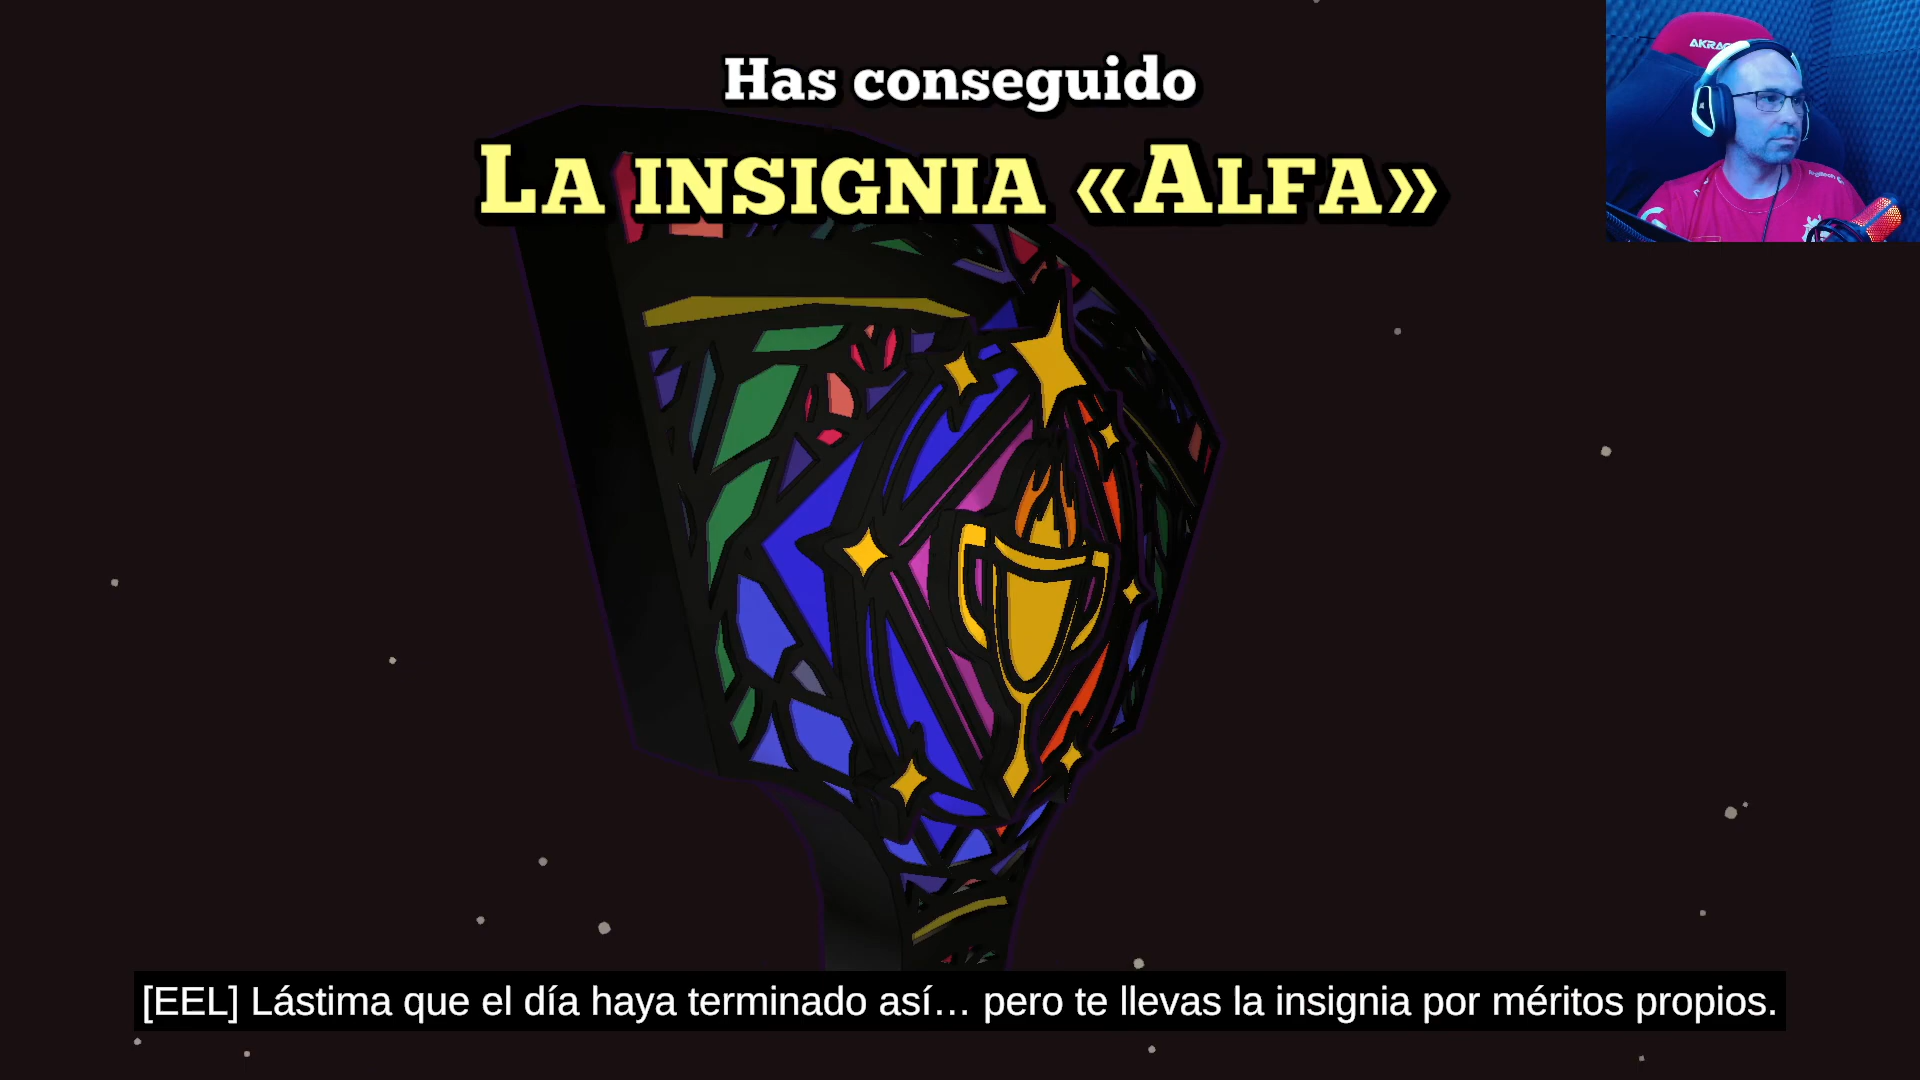 Has conseguido
LA INSIGNIA «ALFA»
[EEL] Lástima que el día haya terminado así... pero te llevas la insignia por méritos propios.